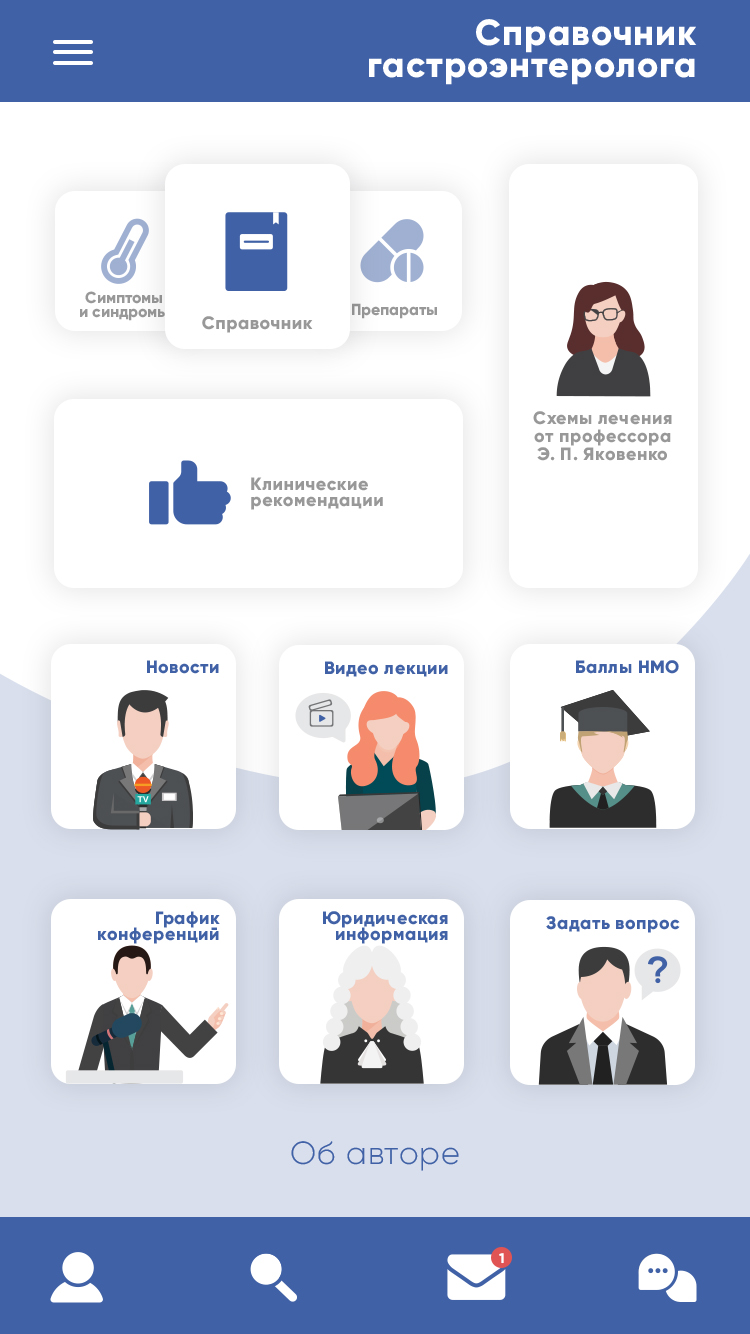 Справочник
гастроэнтеролога
Симптомы
и синдромы
Справочник
Препараты
Схемы лечения
от профессора
Э. П. Яковенко
Клинические
рекомендации
Новости
TV
Видео лекции
Баллы НМО
График
конференций
Юридическая
информация
Задать вопрос
?
Об авторе
1